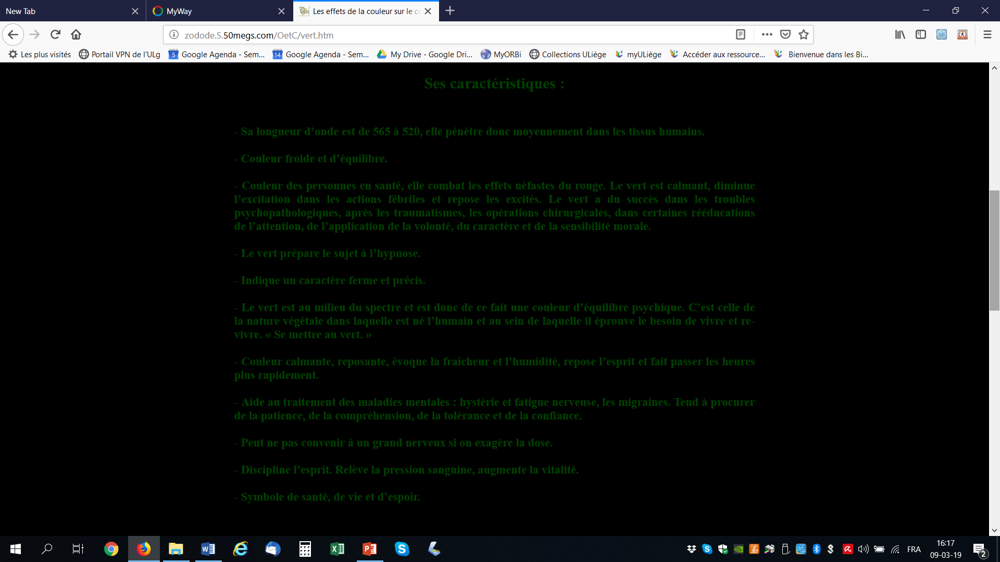 New Tab
MyWay
Les effets de la couleur sur le co
zodode.5.50megs.com/OetC/vert.htm
Les plus visités
Portail VPN de l'ULg
5 Google Agenda - Sem...
14 Google Agenda - Sem...
My Drive - Google Dri...
MyORBi
Collections ULiège
myULiège
Accéder aux ressource...
Bienvenue dans les Bi...
Ses caractéristiques :
- Sa longueur d’onde est de 565 à 520, elle pénètre donc moyennement dans les tissus humains.
- Couleur froide et d’équilibre.
- Couleur des personnes en santé, elle combat les effets néfastes du rouge. Le vert est calmant, diminue
l’excitation dans les actions fébriles et repose les excités. Le vert a du succès dans les troubles
psychopathologiques, après les traumatismes, les opérations chirurgicales, dans certaines rééducations
de l’attention, de l’application de la volonté, du caractère et de la sensibilité morale.
- Le vert prépare le sujet à l’hypnose.
- Indique un caractère ferme et précis.
- Le vert est au milieu du spectre et est donc de ce fait une couleur d’équilibre psychique. C’est celle de
la nature végétale dans laquelle est né l’humain et au sein de laquelle il éprouve le besoin de vivre et re-
vivre. « Se mettre au vert. »
- Couleur calmante, reposante, évoque la fraîcheur et l’humidité, repose l’esprit et fait passer les heures
plus rapidement.
- Aide au traitement des maladies mentales : hystérie et fatigue nerveuse, les migraines. Tend à procurer
de la patience, de la compréhension, de la tolérance et de la confiance.
- Peut ne pas convenir à un grand nerveux si on exagère la dose.
- Discipline l’esprit. Relève la pression sanguine, augmente la vitalité.
- Symbole de santé, de vie et d’espoir.
FRA
16:17
09-03-19
2